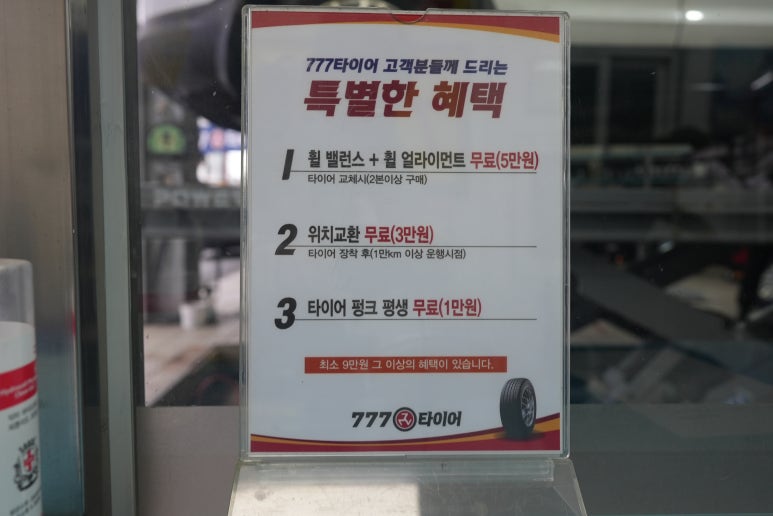 777타이어 고객분들께 드리는
특별한 혜택
1 휠 밸런스 + 휠 얼라이먼트 무료(5만원)
타이어 교체시(2본이상 구매)
2 위치교환 무료(3만원)
타이어 장착 후(1만km 이상 운행시점)
3 타이어 펑크 평생 무료(1만원)
최소 9만원 그 이상의 혜택이 있습니다.
777 타이어
POWER